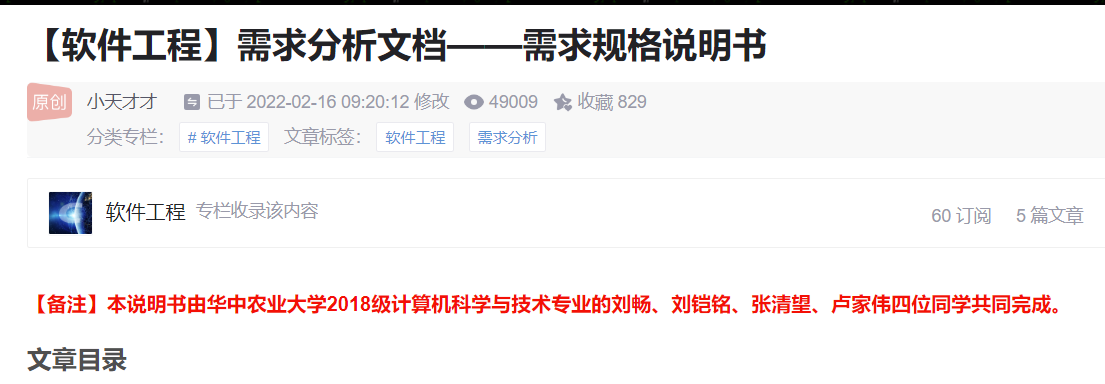 【软件工程】需求分析文档——需求规格说明书
原创 小天才才 已于 2022-02-16 09:20:12 修改 49009 收藏 829
分类专栏： # 软件工程 文章标签： 软件工程 需求分析
软件工程 专栏收录该内容 60 订阅 5 篇文章
【备注】本说明书由华中农业大学2018级计算机科学与技术专业的刘畅、刘铠铭、张清望、卢家伟四位同学共同完成。
文章目录